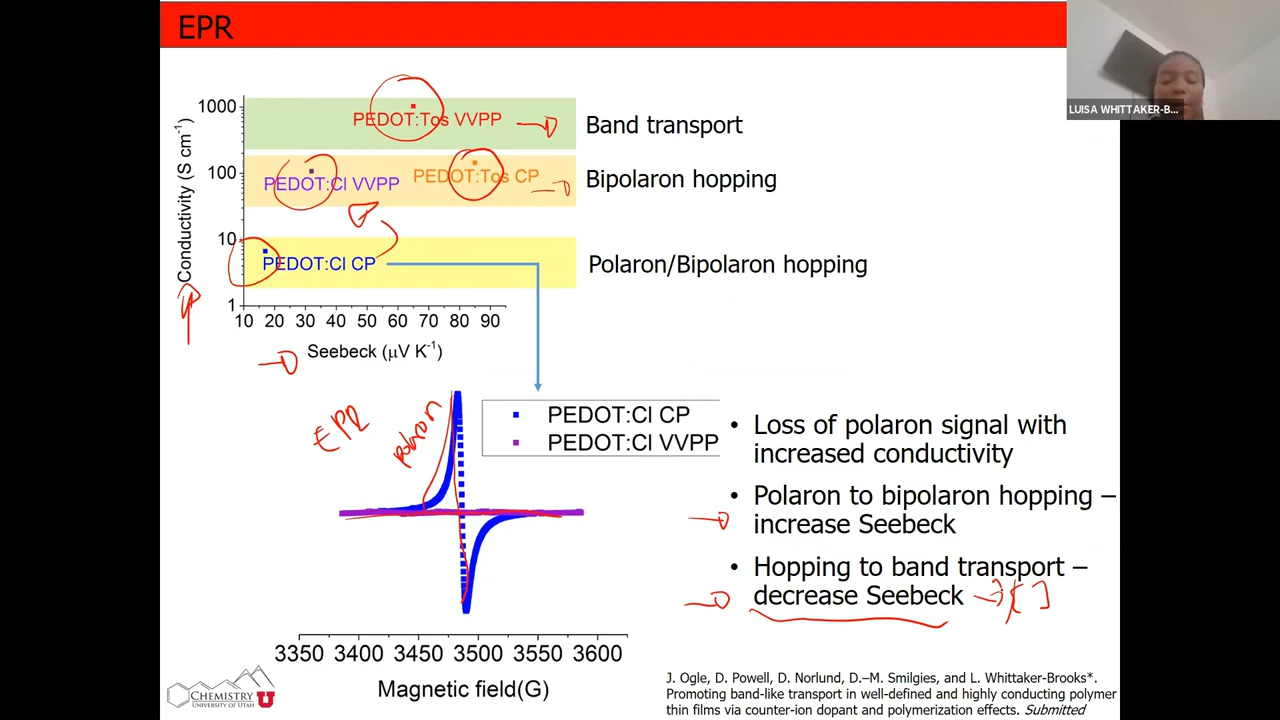 EPR
LUISA WHITTAKER-B...
1000
100
10
1
Conductivity (S cm⁻¹)
PEDOT:Tos VVPP
Band transport
PEDOT:Cl VVPP
PEDOT:Tos CP
Bipolaron hopping
PEDOT:Cl CP
Polaron/Bipolaron hopping
10 20 30 40 50 60 70 80 90
Seebeck (μV K⁻¹)
EPR
polaron
PEDOT:Cl CP
PEDOT:Cl VVPP
• Loss of polaron signal with
increased conductivity
• Polaron to bipolaron hopping –
increase Seebeck
• Hopping to band transport –
decrease Seebeck
3350 3400 3450 3500 3550 3600
Magnetic field(G)
CHEMISTRY
UNIVERSITY OF UTAH
U
J. Ogle, D. Powell, D. Norlund, D.–M. Smilgies, and L. Whittaker-Brooks*.
Promoting band-like transport in well-defined and highly conducting polymer
thin films via counter-ion dopant and polymerization effects. Submitted